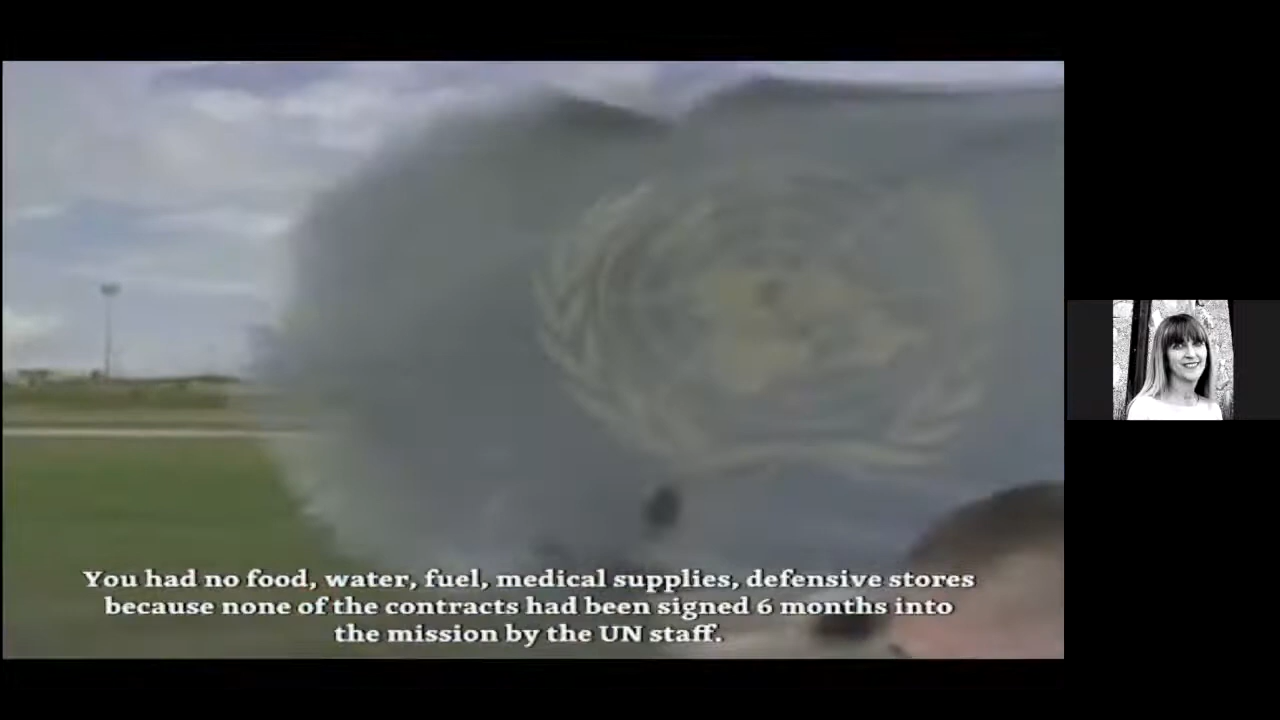 You had no food, water, fuel, medical supplies, defensive stores
because none of the contracts had been signed 6 months into
the mission by the UN staff.